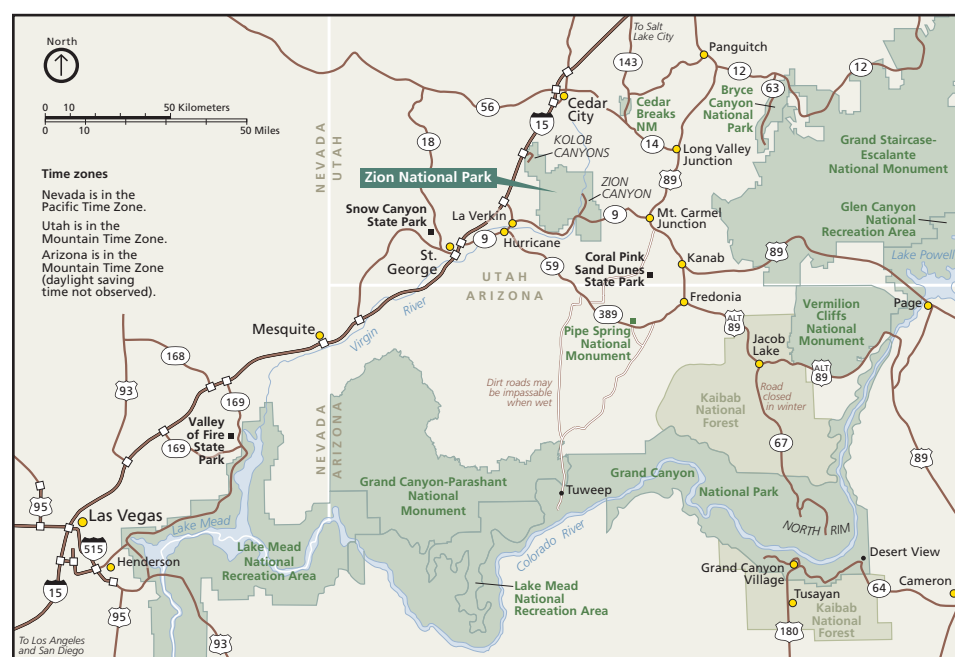 North
0 10 50 Kilometers
0 10 50 Miles
Time zones
Nevada is in the
Pacific Time Zone.
Utah is in the
Mountain Time Zone.
Arizona is in the
Mountain Time Zone
(daylight saving
time not observed).
To Salt
Lake City
Panguitch
143
12
12
63
Bryce
Canyon
National
Park
56
Cedar
City
Cedar
Breaks
NM
15
NEVADA
UTAH
18
KOLOB
CANYONS
14
Long Valley
Junction
89
Grand Staircase-
Escalante
National Monument
Zion National Park
ZION
CANYON
Snow Canyon
State Park
La Verkin
9
Mt. Carmel
Junction
Glen Canyon
National
Recreation Area
9
Hurricane
St.
George
59
Coral Pink
Sand Dunes
State Park
Kanab
89
Lake Powell
UTAH
ARIZONA
Virgin River
Fredonia
389
Pipe Spring
National
Monument
ALT
89
Vermilion
Cliffs
National
Monument
Page
Mesquite
168
93
169
Jacob
Lake
ALT
89
Dirt roads may
be impassable
when wet
Road
closed
in winter
Kaibab
National
Forest
Valley
of Fire
State
Park
169
NEVADA
ARIZONA
67
89
Grand Canyon-Parashant
National
Monument
Tuweep
Grand Canyon
National Park
95
Las Vegas
Lake Mead
Colorado River
NORTH RIM
515
Henderson
Lake Mead
National
Recreation Area
Lake Mead
National
Recreation Area
Desert View
Grand Canyon
Village
64
Cameron
Tusayan
15
95
93
180
Kaibab
National
Forest
To Los Angeles
and San Diego